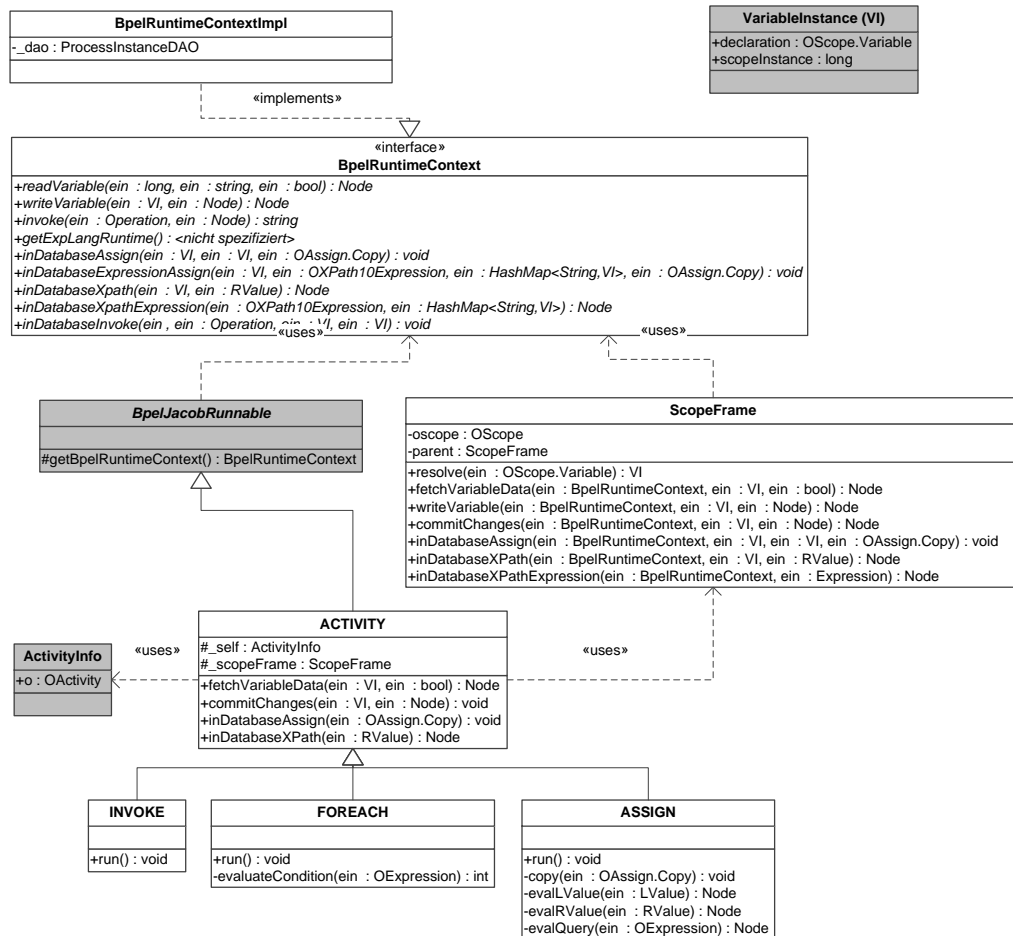 BpelRuntimeContextImpl
-_dao : ProcessInstanceDAO
VariableInstance (VI)
+declaration : OScope.Variable
+scopeInstance : long
«implements»
«interface»
BpelRuntimeContext
+readVariable(ein : long, ein : string, ein : bool) : Node
+writeVariable(ein : VI, ein : Node) : Node
+invoke(ein : Operation, ein : Node) : string
+getExpLangRuntime() : <nicht spezifiziert>
+inDatabaseAssign(ein : VI, ein : VI, ein : OAssign.Copy) : void
+inDatabaseExpressionAssign(ein : VI, ein : OXPath10Expression, ein : HashMap<String,VI>, ein : OAssign.Copy) : void
+inDatabaseXpath(ein : VI, ein : RValue) : Node
+inDatabaseXpathExpression(ein : OXPath10Expression, ein : HashMap<String,VI>) : Node
+inDatabaseInvoke(ein , ein : Operation, ein : VI, ein : VI) : void
«uses»
«uses»
BpelJacobRunnable
#getBpelRuntimeContext() : BpelRuntimeContext
ScopeFrame
-oscope : OScope
-parent : ScopeFrame
+resolve(ein : OScope.Variable) : VI
+fetchVariableData(ein : BpelRuntimeContext, ein : VI, ein : bool) : Node
+writeVariable(ein : BpelRuntimeContext, ein : VI, ein : Node) : Node
+commitChanges(ein : BpelRuntimeContext, ein : VI, ein : Node) : Node
+inDatabaseAssign(ein : BpelRuntimeContext, ein : VI, ein : VI, ein : OAssign.Copy) : void
+inDatabaseXPath(ein : BpelRuntimeContext, ein : VI, ein : RValue) : Node
+inDatabaseXPathExpression(ein : BpelRuntimeContext, ein : Expression) : Node
ActivityInfo
+o : OActivity
«uses»
ACTIVITY
#_self : ActivityInfo
#_scopeFrame : ScopeFrame
+fetchVariableData(ein : VI, ein : bool) : Node
+commitChanges(ein : VI, ein : Node) : void
+inDatabaseAssign(ein : OAssign.Copy) : void
+inDatabaseXPath(ein : RValue) : Node
«uses»
INVOKE
+run() : void
FOREACH
+run() : void
-evaluateCondition(ein : OExpression) : int
ASSIGN
+run() : void
-copy(ein : OAssign.Copy) : void
-evalLValue(ein : LValue) : Node
-evalRValue(ein : RValue) : Node
-evalQuery(ein : OExpression) : Node